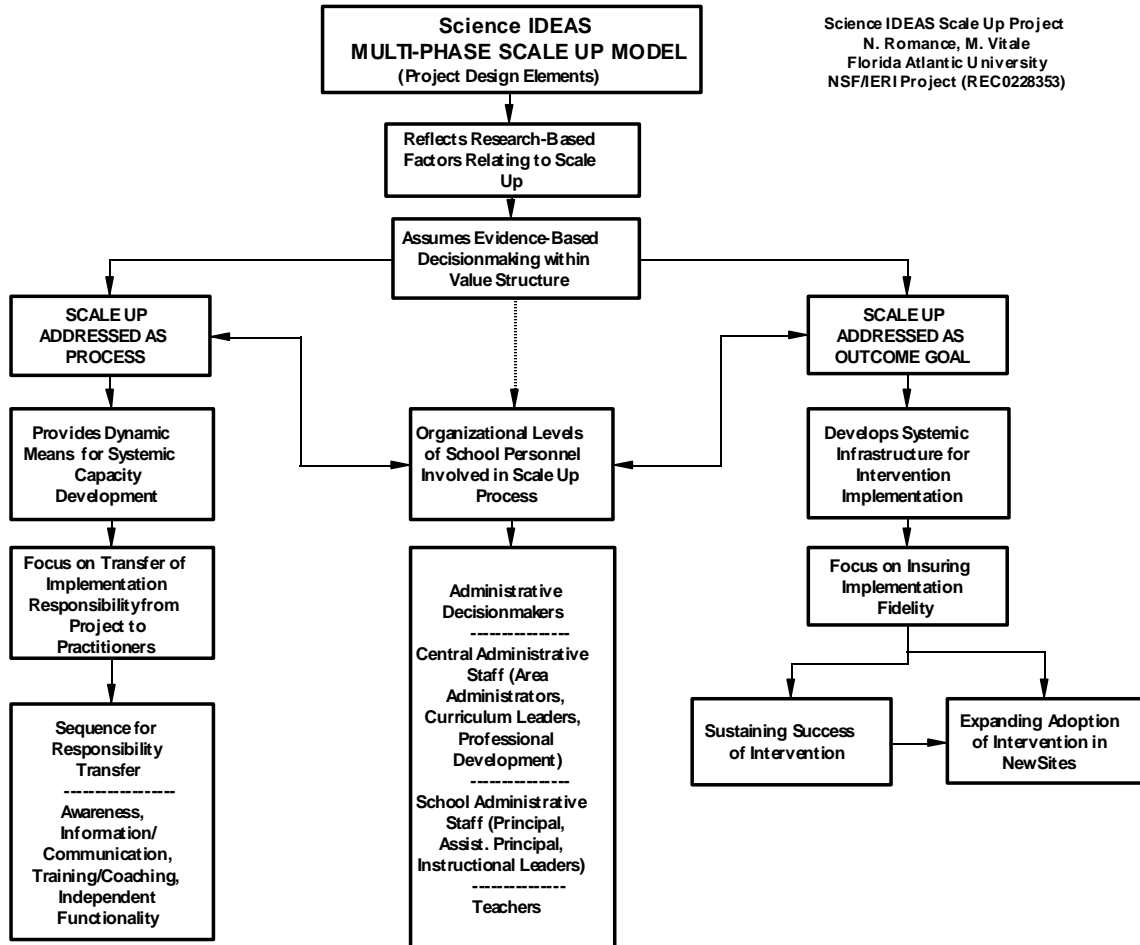 Science IDEAS
MULTI-PHASE SCALE UP MODEL
(Project Design Elements)
Science IDEAS Scale Up Project
N. Romance, M. Vitale
Florida Atlantic University
NSF/IERI Project (REC0228353)
Reflects Research-Based
Factors Relating to Scale
Up
Assumes Evidence-Based
Decisionmaking within
Value Structure
SCALE UP
ADDRESSED AS
PROCESS
SCALE UP
ADDRESSED AS
OUTCOME GOAL
Provides Dynamic
Means for Systemic
Capacity
Development
Organizational Levels
of School Personnel
Involved in Scale Up
Process
Develops Systemic
Infrastructure for
Intervention
Implementation
Focus on Transfer of
Implementation
Responsibility from
Project to
Practitioners
Administrative
Decisionmakers
----------------
Central Administrative
Staff (Area
Administrators,
Curriculum Leaders,
Professional
Development)
----------------
School Administrative
Staff (Principal,
Assist. Principal,
Instructional Leaders)
---------------
Teachers
Focus on Insuring
Implementation
Fidelity
Sequence for
Responsibility
Transfer
------------------
Awareness,
Information/
Communication,
Training/Coaching,
Independent
Functionality
Sustaining Success
of Intervention
Expanding Adoption
of Intervention in
NewSites